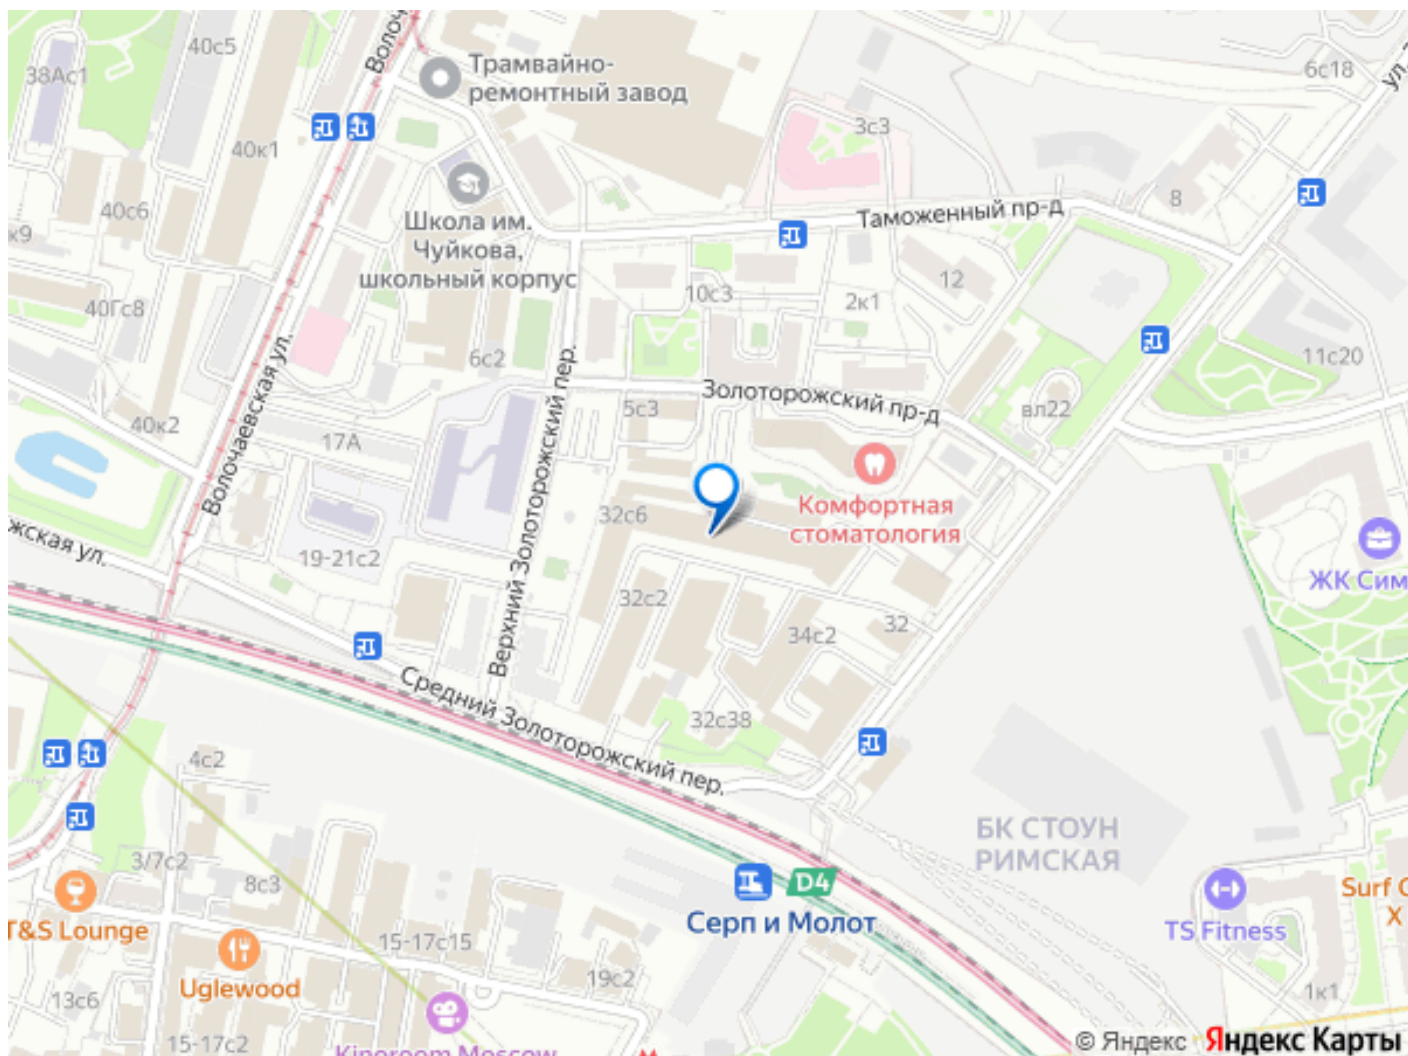 40с5
38Ас1
Трамвайно-
ремонтный завод
6с18
ул.
Волоч
3с3
40к1
40с6
к9
Школа им.
Чуйкова,
школьный корпус
Таможенный пр-д
8
12
10с3
2к1
40Гс8
6с2
11с20
Волочаевская ул.
Золоторожский пр-д
5с3
вл22
40к2
17А
Верхний Золоторожский пер.
Комфортная
стоматология
32с6
19-21с2
жская ул.
ЖК Сим
32с2
34с2
32
Средний Золоторожский пер.
32с38
4с2
БК СТОУН
РИМСКАЯ
3/7с2
8с3
D4
Серп и Молот
T&S Lounge
15-17с15
TS Fitness
Surf
X
Uglewood
19с2
13с6
1к1
15-17с2
Kinoroom Moscow
© Яндекс Яндекс Карты